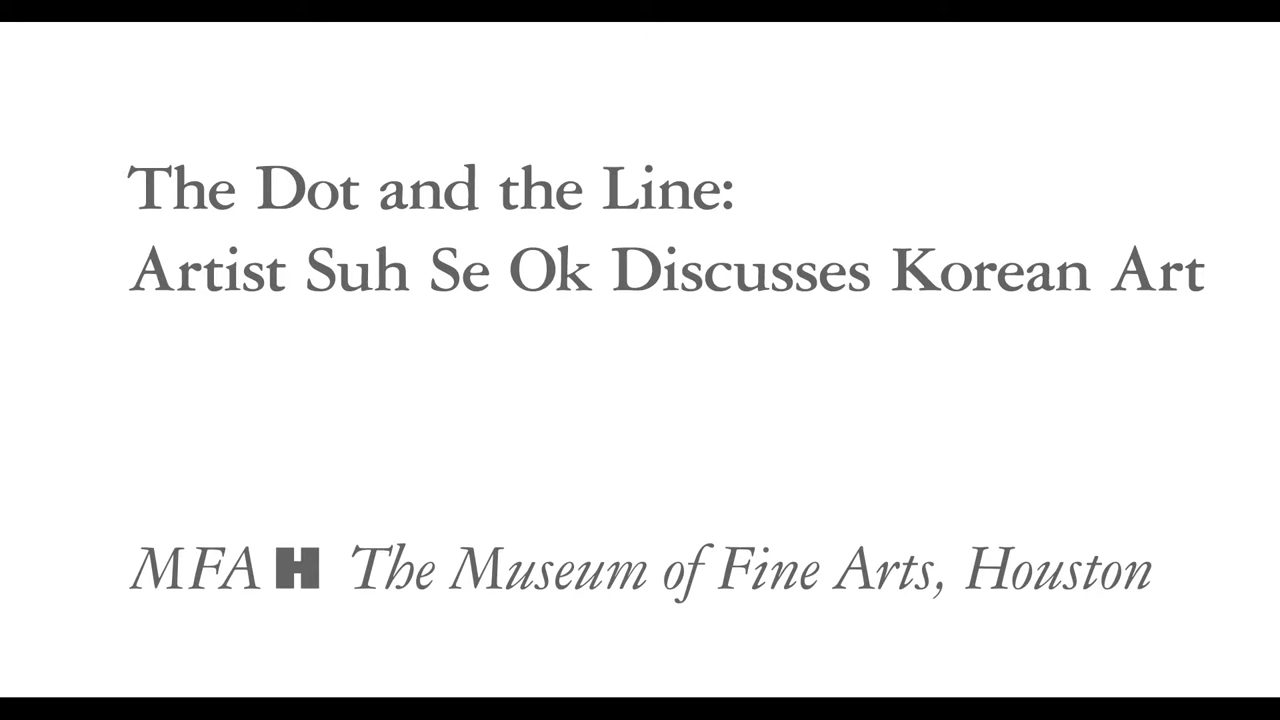 The Dot and the Line:
Artist Suh Se Ok Discusses Korean Art
MFA H The Museum of Fine Arts, Houston